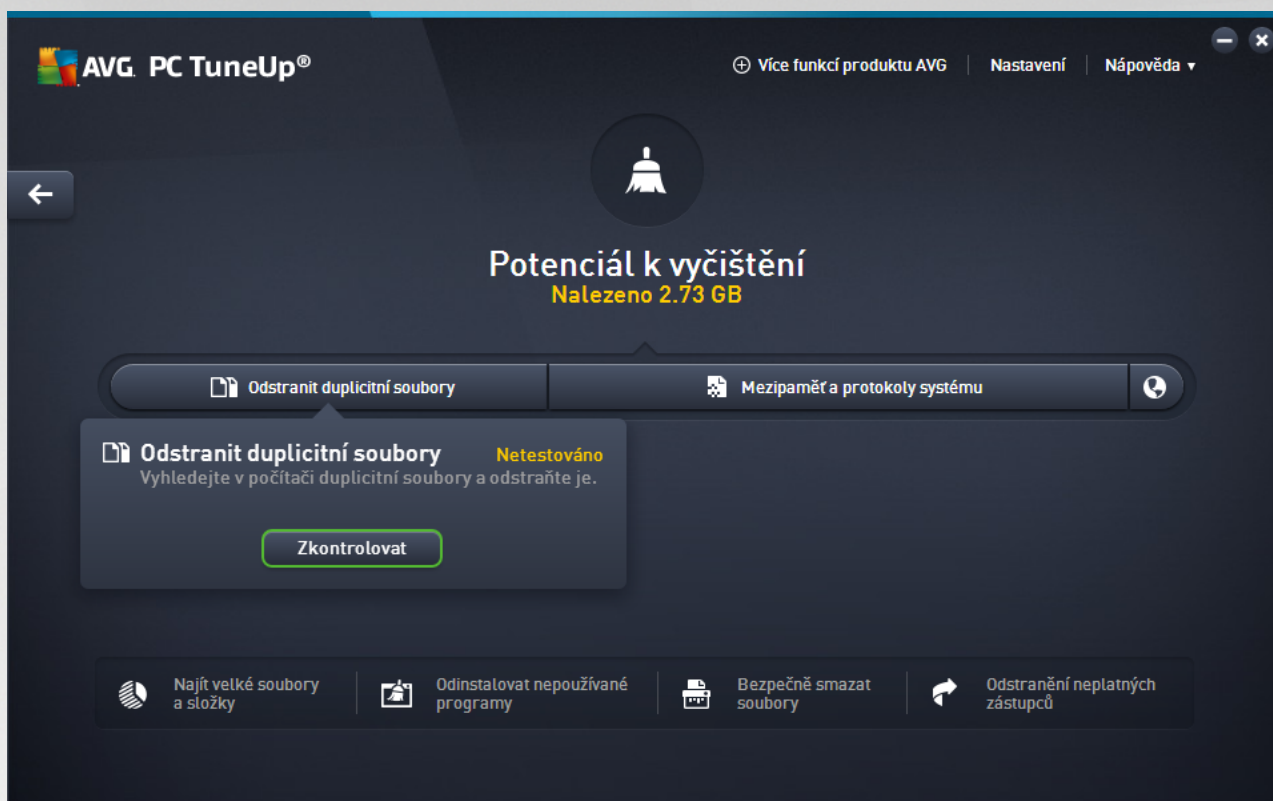 AVG. PC TuneUp®
Více funkcí produktu AVG
Nastavení
Nápověda
Potenciál k vyčištění
Nalezeno 2.73 GB
Odstranit duplicitní soubory
Mezipaměť a protokoly systému
Odstranit duplicitní soubory
Netestováno
Vyhledejte v počítači duplicitní soubory a odstraňte je.
Zkontrolovat
Najít velké soubory
a složky
Odinstalovat nepoužívané
programy
Bezpečně smazat
soubory
Odstranění neplatných
zástupců